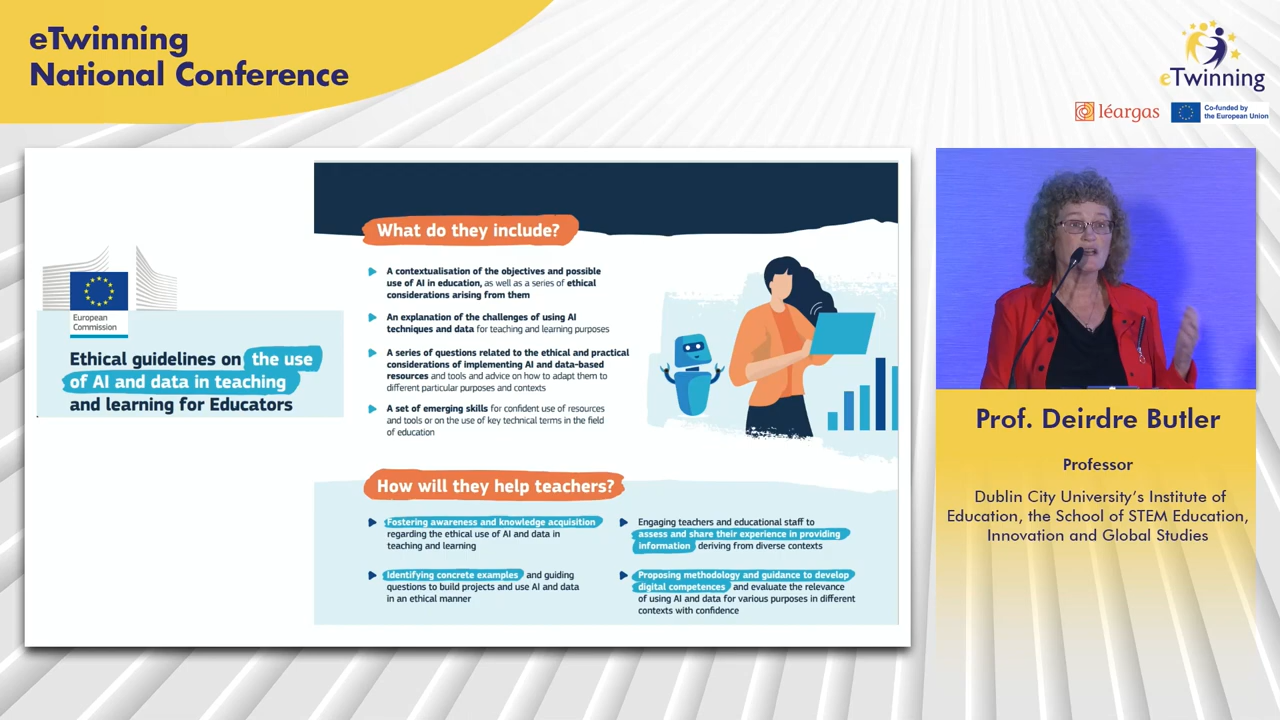 eTwinning
National Conference
eTwinning
léargas
Co-funded by
the European Union
European
Commission
Ethical guidelines on the use
of AI and data in teaching
and learning for Educators
What do they include?
A contextualisation of the objectives and possible
use of AI in education, as well as a series of ethical
considerations arising from them
An explanation of the challenges of using AI
techniques and data for teaching and learning purposes
A series of questions related to the ethical and practical
considerations of implementing AI and data-based
resources and tools and advice on how to adapt them to
different particular purposes and contexts
A set of emerging skills for confident use of resources
and tools or on the use of key technical terms in the field
of education
How will they help teachers?
Fostering awareness and knowledge acquisition
regarding the ethical use of AI and data in
teaching and learning
Identifying concrete examples and guiding
questions to build projects and use AI and data
in an ethical manner
Engaging teachers and educational staff to
assess and share their experience in providing
information deriving from diverse contexts
Proposing methodology and guidance to develop
digital competences and evaluate the relevance
of using AI and data for various purposes in different
contexts with confidence
Prof. Deirdre Butler
Professor
Dublin City University's Institute of
Education, the School of STEM Education,
Innovation and Global Studies